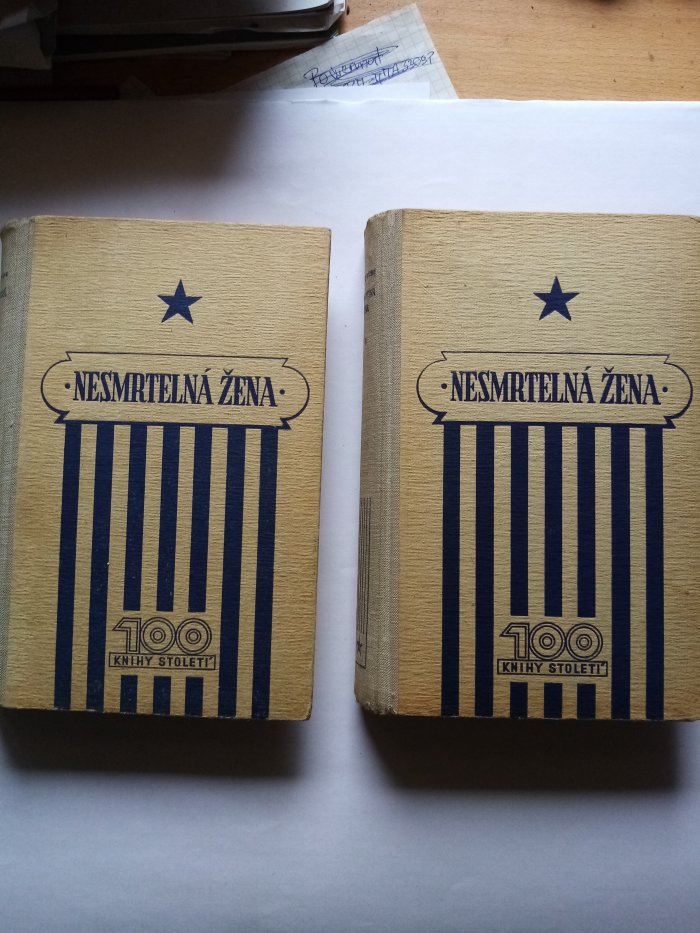 NESMRTELNÁ ŽENA
100
KNIHY STOLETÍ
NESMRTELNÁ ŽENA
100
KNIHY STOLETÍ